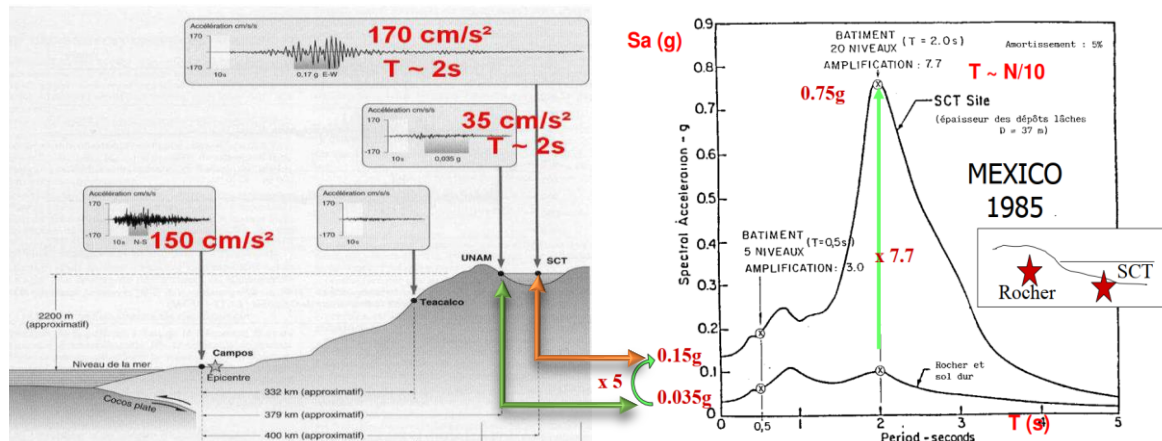 Accélération cm/s/s
170
-170
10s
0,17 g E-W
170 cm/s²
T ~ 2s
Accélération cm/s/s
170
-170
10s
0,035 g
35 cm/s²
T ~ 2s
Accélération cm/s/s
170
-170
10s
N-S
150 cm/s²
Accélération cm/s/s
170
-170
10s
UNAM
SCT
Teacalco
2200 m
(approximatif)
Niveau de la mer
Campos
Épicentre
Cocos plate
332 km (approximatif)
379 km (approximatif)
400 km (approximatif)
x 5
0.15g
0.035g
Sa (g)
Spectral Acceleration - g
0.9
0.8
0.7
0.6
0.5
0.4
0.3
0.2
0.1
0
0
0,5
1
2
3
4
5
T (s)
Period - seconds
BATIMENT
20 NIVEAUX (T = 2.0s)
AMPLIFICATION : 7.7
Amortissement : 5%
T ~ N/10
0.75g
SCT Site
(épaisseur des dépôts lâches
D = 37 m)
MEXICO
1985
BATIMENT
5 NIVEAUX (T=0,5s)
AMPLIFICATION : 3.0
x 7.7
Rocher
SCT
Rocher et
sol dur